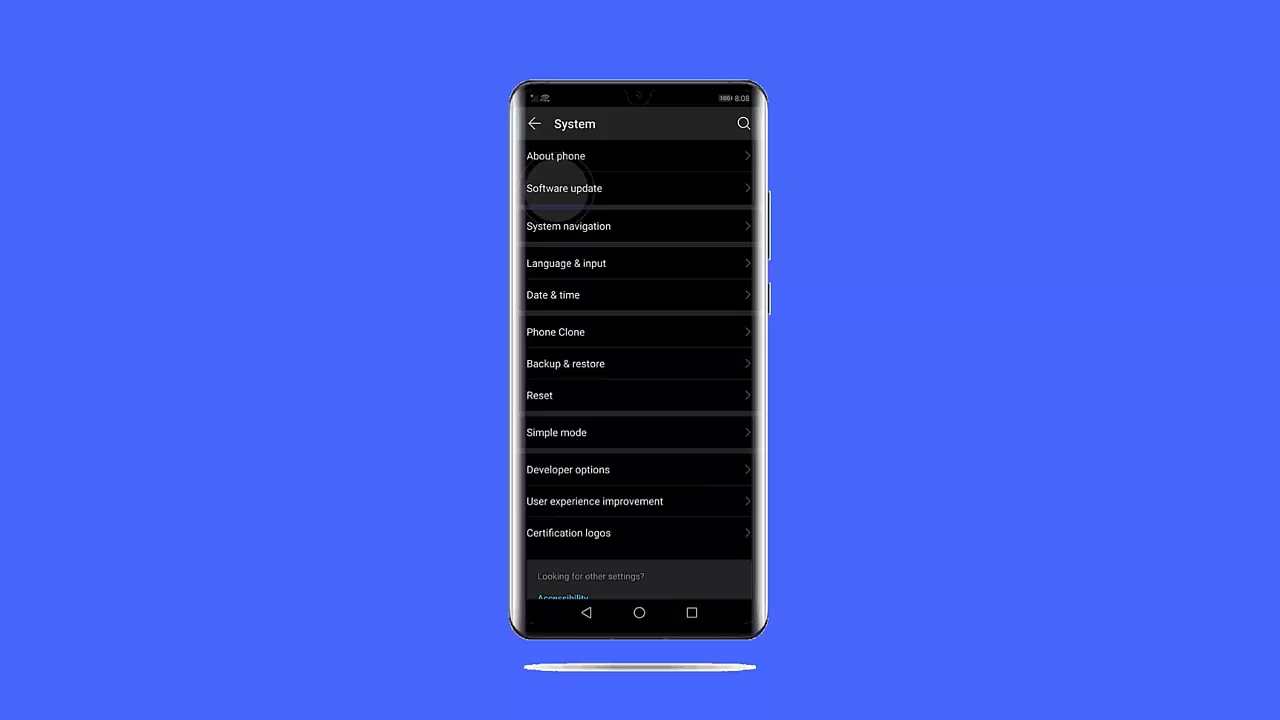 100 8:08
System
About phone
Software update
System navigation
Language & input
Date & time
Phone Clone
Backup & restore
Reset
Simple mode
Developer options
User experience improvement
Certification logos
Looking for other settings?
Accessibility